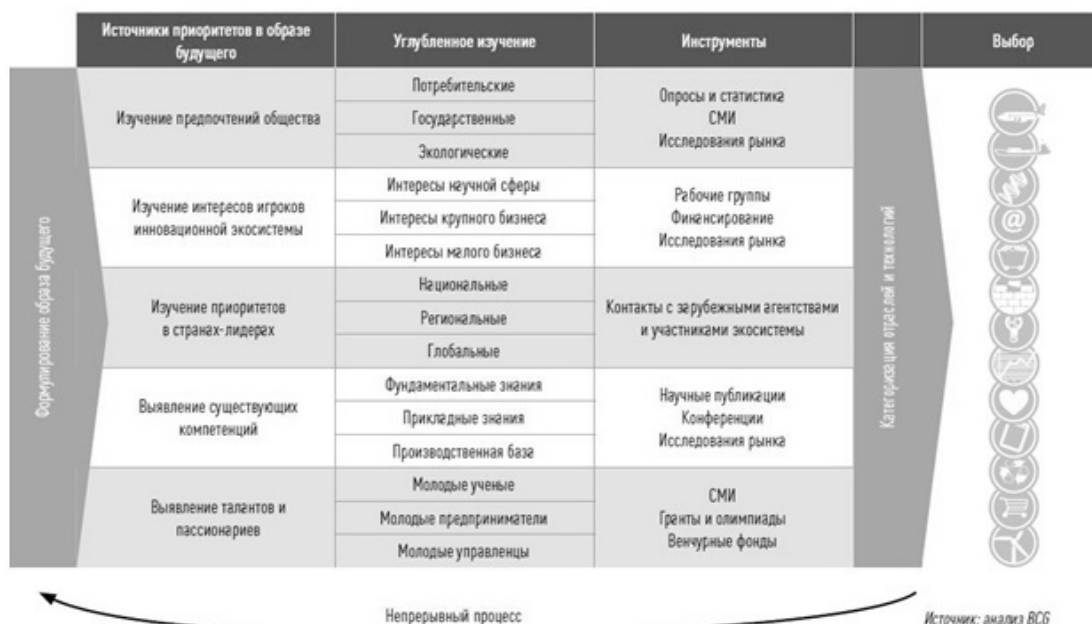 Источники приоритетов в образе
будущего
Углубленное изучение
Инструменты
Выбор
Формулирование образа будущего
Изучение предпочтений общества
Потребительские
Государственные
Экологические
Опросы и статистика
СМИ
Исследования рынка
Изучение интересов игроков
инновационной экосистемы
Интересы научной сферы
Интересы крупного бизнеса
Интересы малого бизнеса
Рабочие группы
Финансирование
Исследования рынка
Изучение приоритетов
в странах-лидерах
Национальные
Региональные
Глобальные
Контакты с зарубежными агентствами
и участниками экосистемы
Выявление существующих
компетенций
Фундаментальные знания
Прикладные знания
Производственная база
Научные публикации
Конференции
Исследования рынка
Выявление талантов и
пассионариев
Молодые ученые
Молодые предприниматели
Молодые управленцы
СМИ
Гранты и олимпиады
Венчурные фонды
Категоризация отраслей и технологий
@
Непрерывный процесс
Источник: анализ BCG